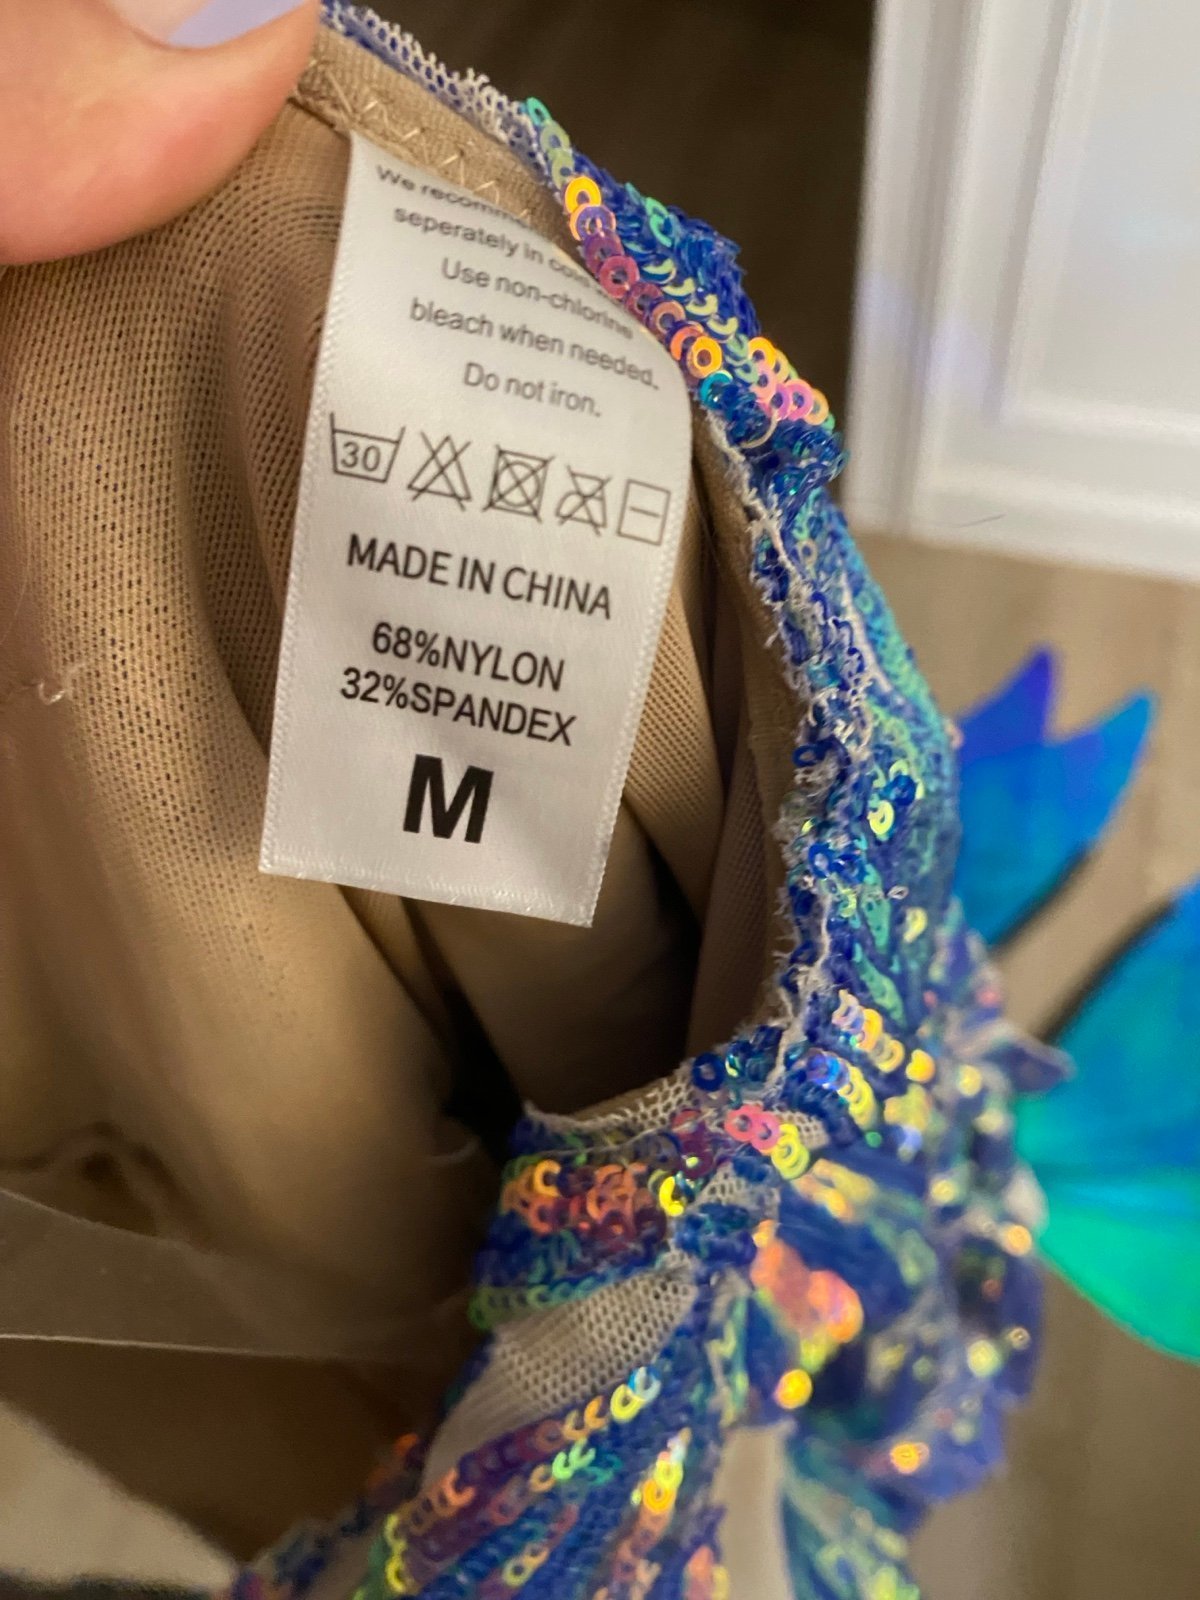 We
seperately in
Use non-chlorine
bleach when needed.
Do not iron.
30
MADE IN CHINA
68%NYLON
32%SPANDEX
M